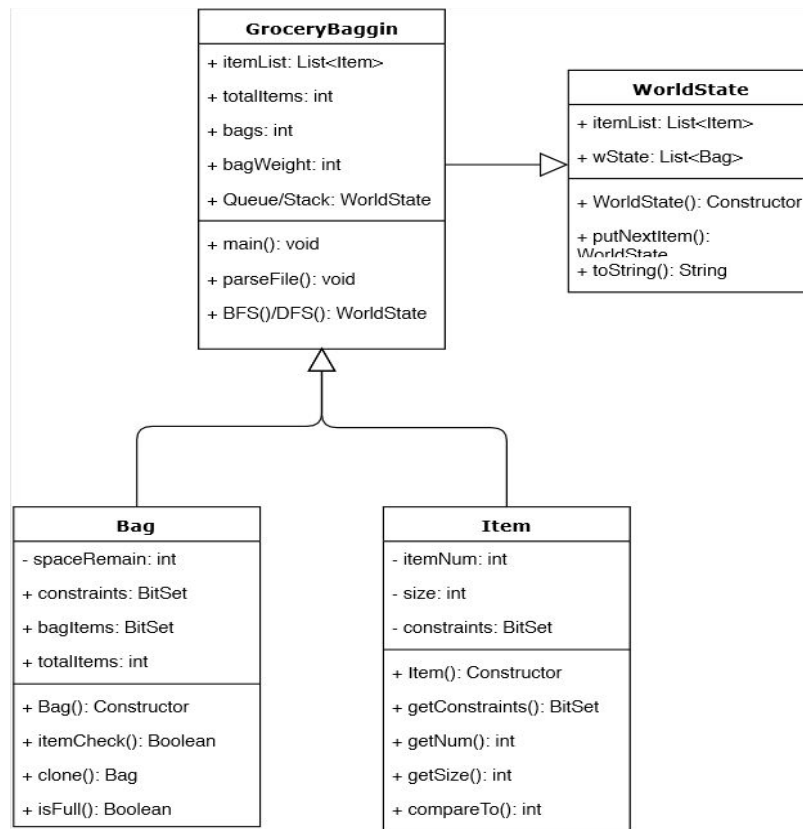 GroceryBaggin
+ itemList: List<Item>
+ totalItems: int
+ bags: int
+ bagWeight: int
+ Queue/Stack: WorldState
+ main(): void
+ parseFile(): void
+ BFS()/DFS(): WorldState
WorldState
+ itemList: List<Item>
+ wState: List<Bag>
+ WorldState(): Constructor
+ putNextItem():
WorldState
+ toString(): String
Bag
- spaceRemain: int
+ constraints: BitSet
+ bagItems: BitSet
+ totalItems: int
+ Bag(): Constructor
+ itemCheck(): Boolean
+ clone(): Bag
+ isFull(): Boolean
Item
- itemNum: int
- size: int
- constraints: BitSet
+ Item(): Constructor
+ getConstraints(): BitSet
+ getNum(): int
+ getSize(): int
+ compareTo(): int